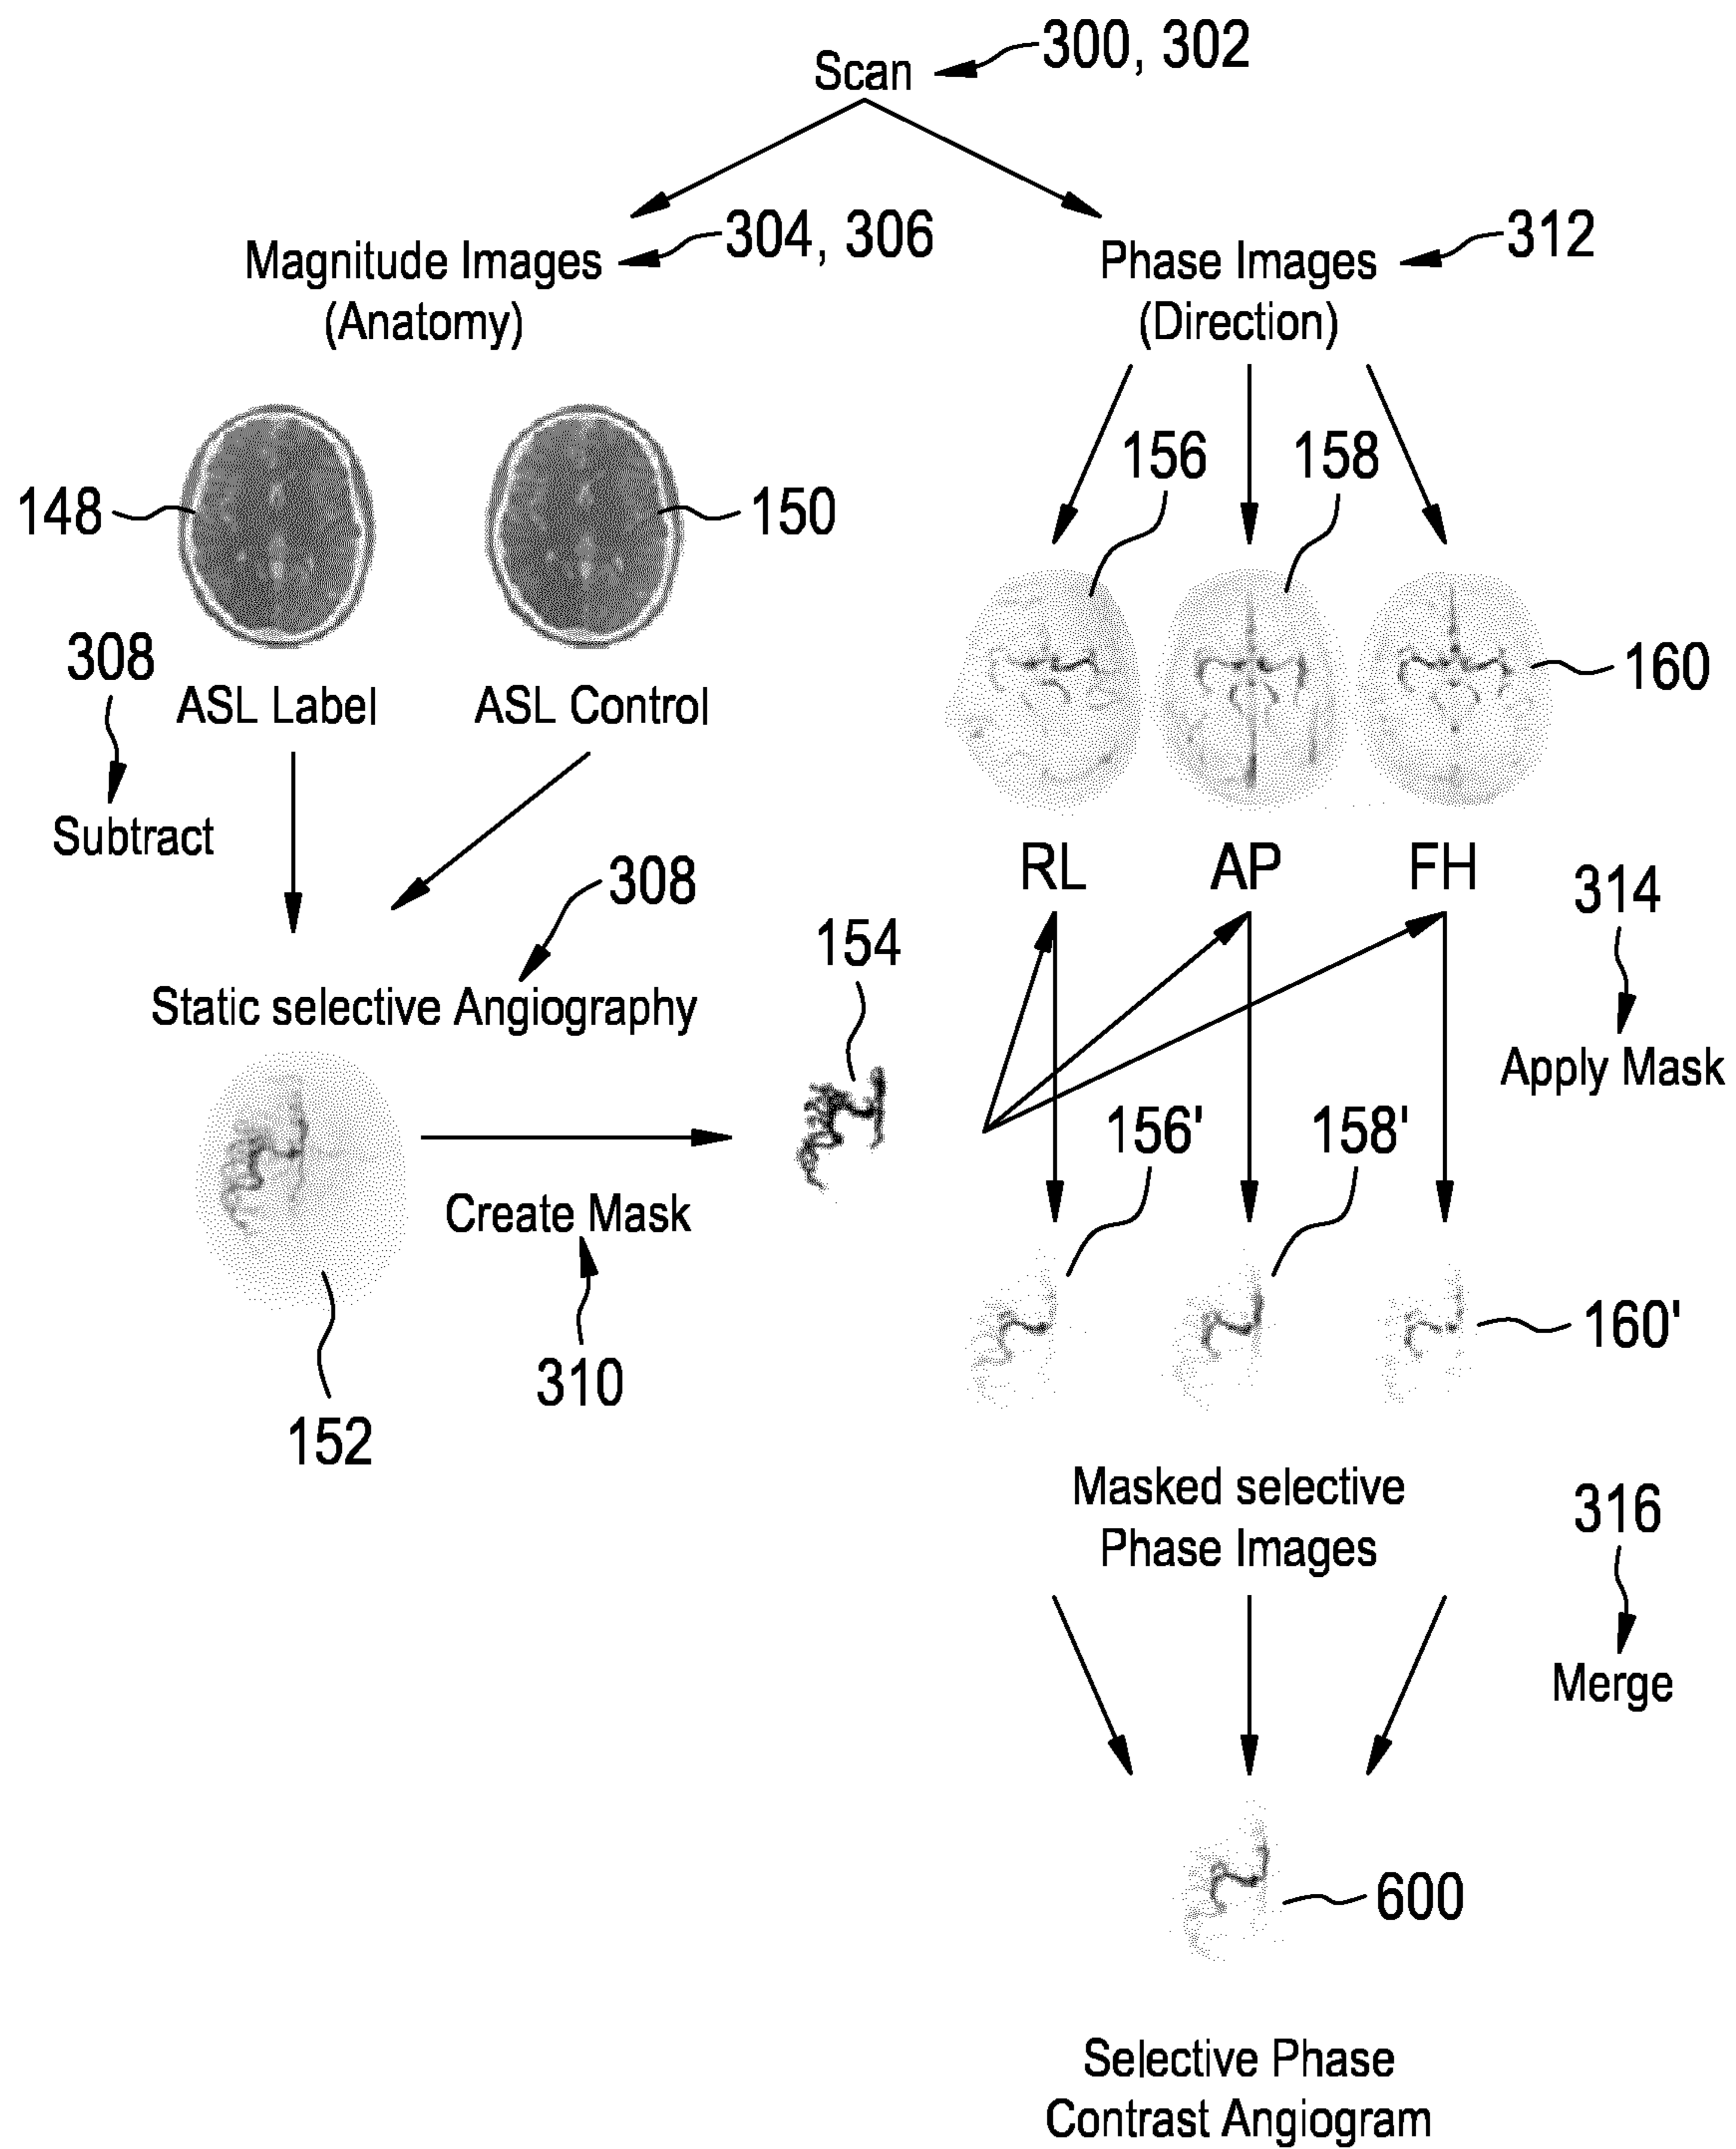 300, 302
Scan
304, 306
Magnitude Images
(Anatomy)
312
Phase Images
(Direction)
156
158
148
150
160
308
ASL Label
ASL Control
Subtract
RL
AP
FH
308
314
154
Static selective Angiography
Apply Mask
156'
158'
Create Mask
160'
310
152
Masked selective
Phase Images
316
Merge
600
Selective Phase
Contrast Angiogram